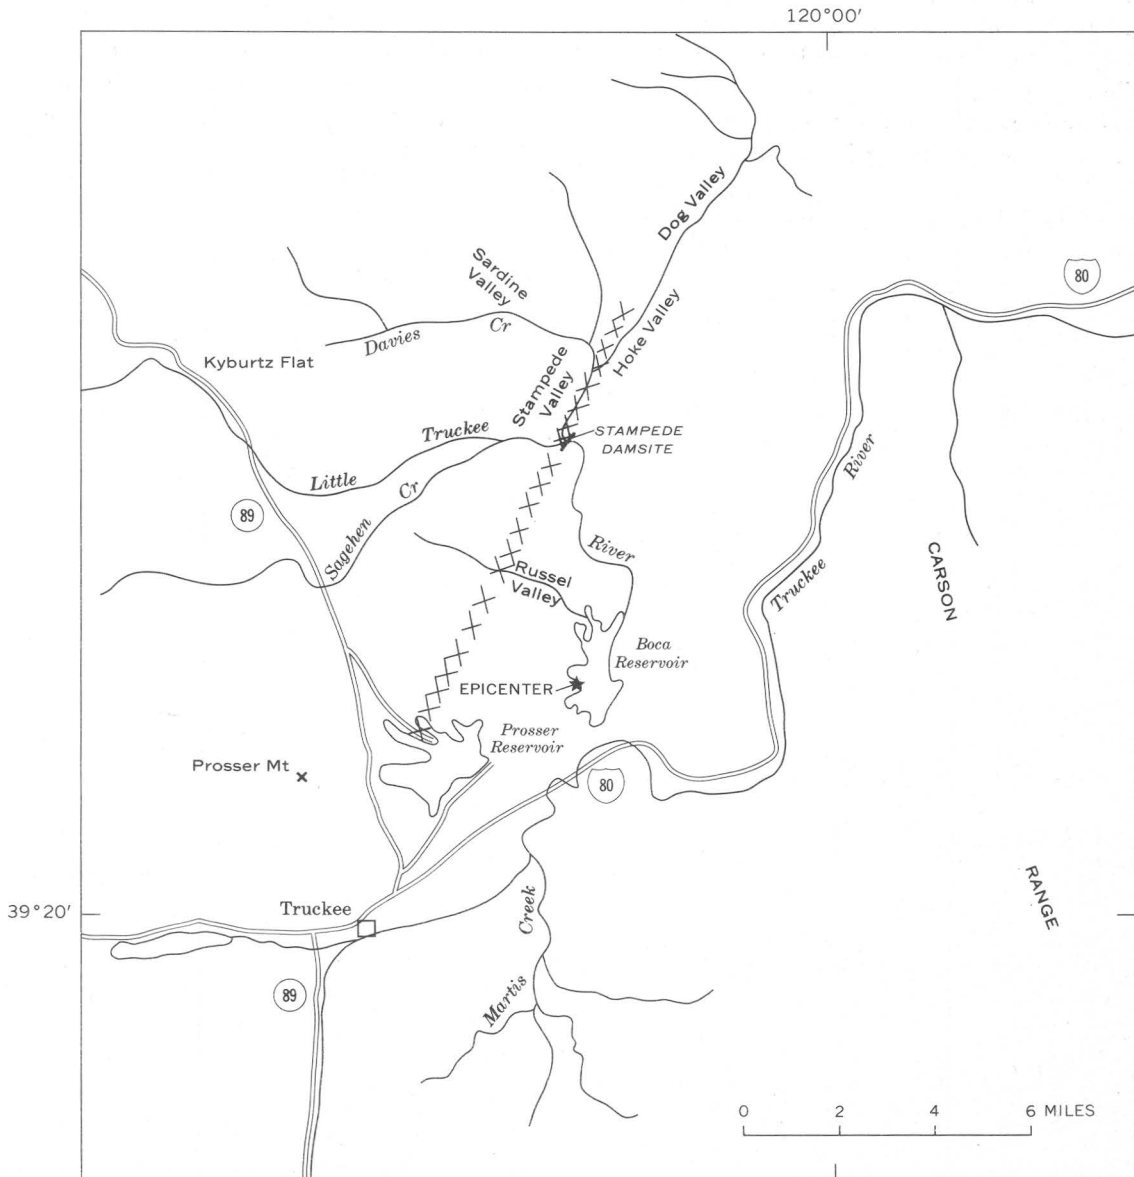 120°00′
Dog Valley
Sardine
Valley
80
Cr
Davies
Hoke Valley
Kyburtz Flat
Stampede
Valley
Truckee
STAMPEDE
DAMSITE
Little
Cr
River
89
Sagehen
River
CARSON
Russel
Valley
Truckee
Boca
Reservoir
EPICENTER
Prosser
Reservoir
Prosser Mt
80
RANGE
Truckee
39°20′
Creek
89
Martis
0 2 4 6 MILES